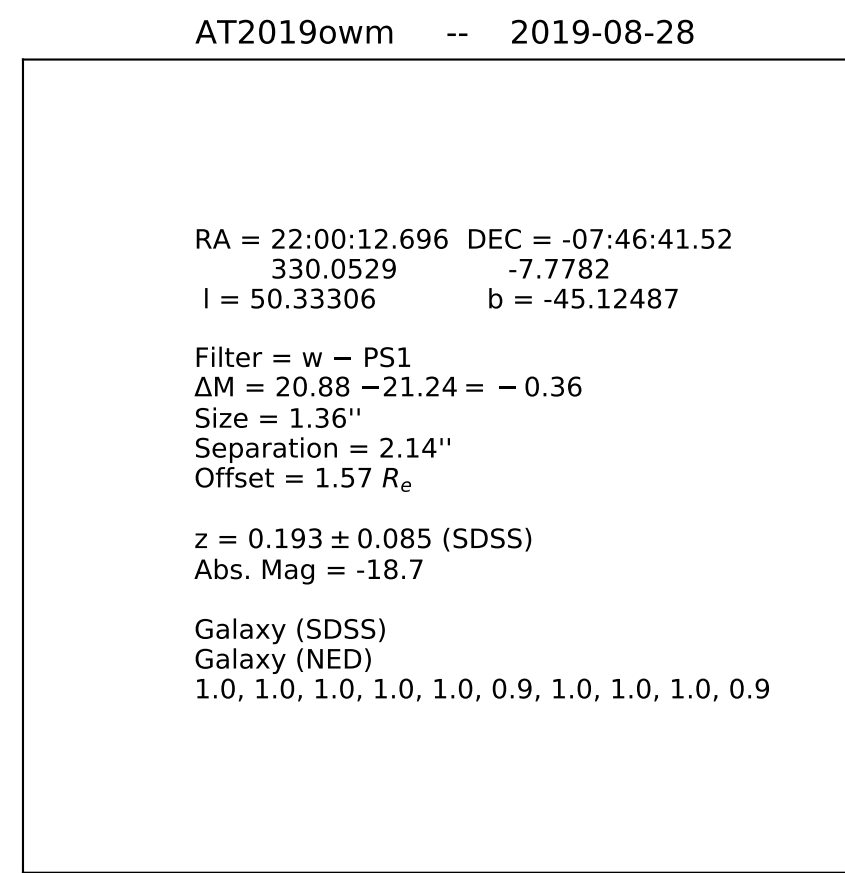 AT2019owm -- 2019-08-28
RA = 22:00:12.696 DEC = -07:46:41.52
330.0529 -7.7782
l = 50.33306 b = -45.12487
Filter = w − PS1
ΔM = 20.88 −21.24 = − 0.36
Size = 1.36''
Separation = 2.14''
Offset = 1.57 Rₑ
z = 0.193 ± 0.085 (SDSS)
Abs. Mag = -18.7
Galaxy (SDSS)
Galaxy (NED)
1.0, 1.0, 1.0, 1.0, 1.0, 0.9, 1.0, 1.0, 1.0, 0.9